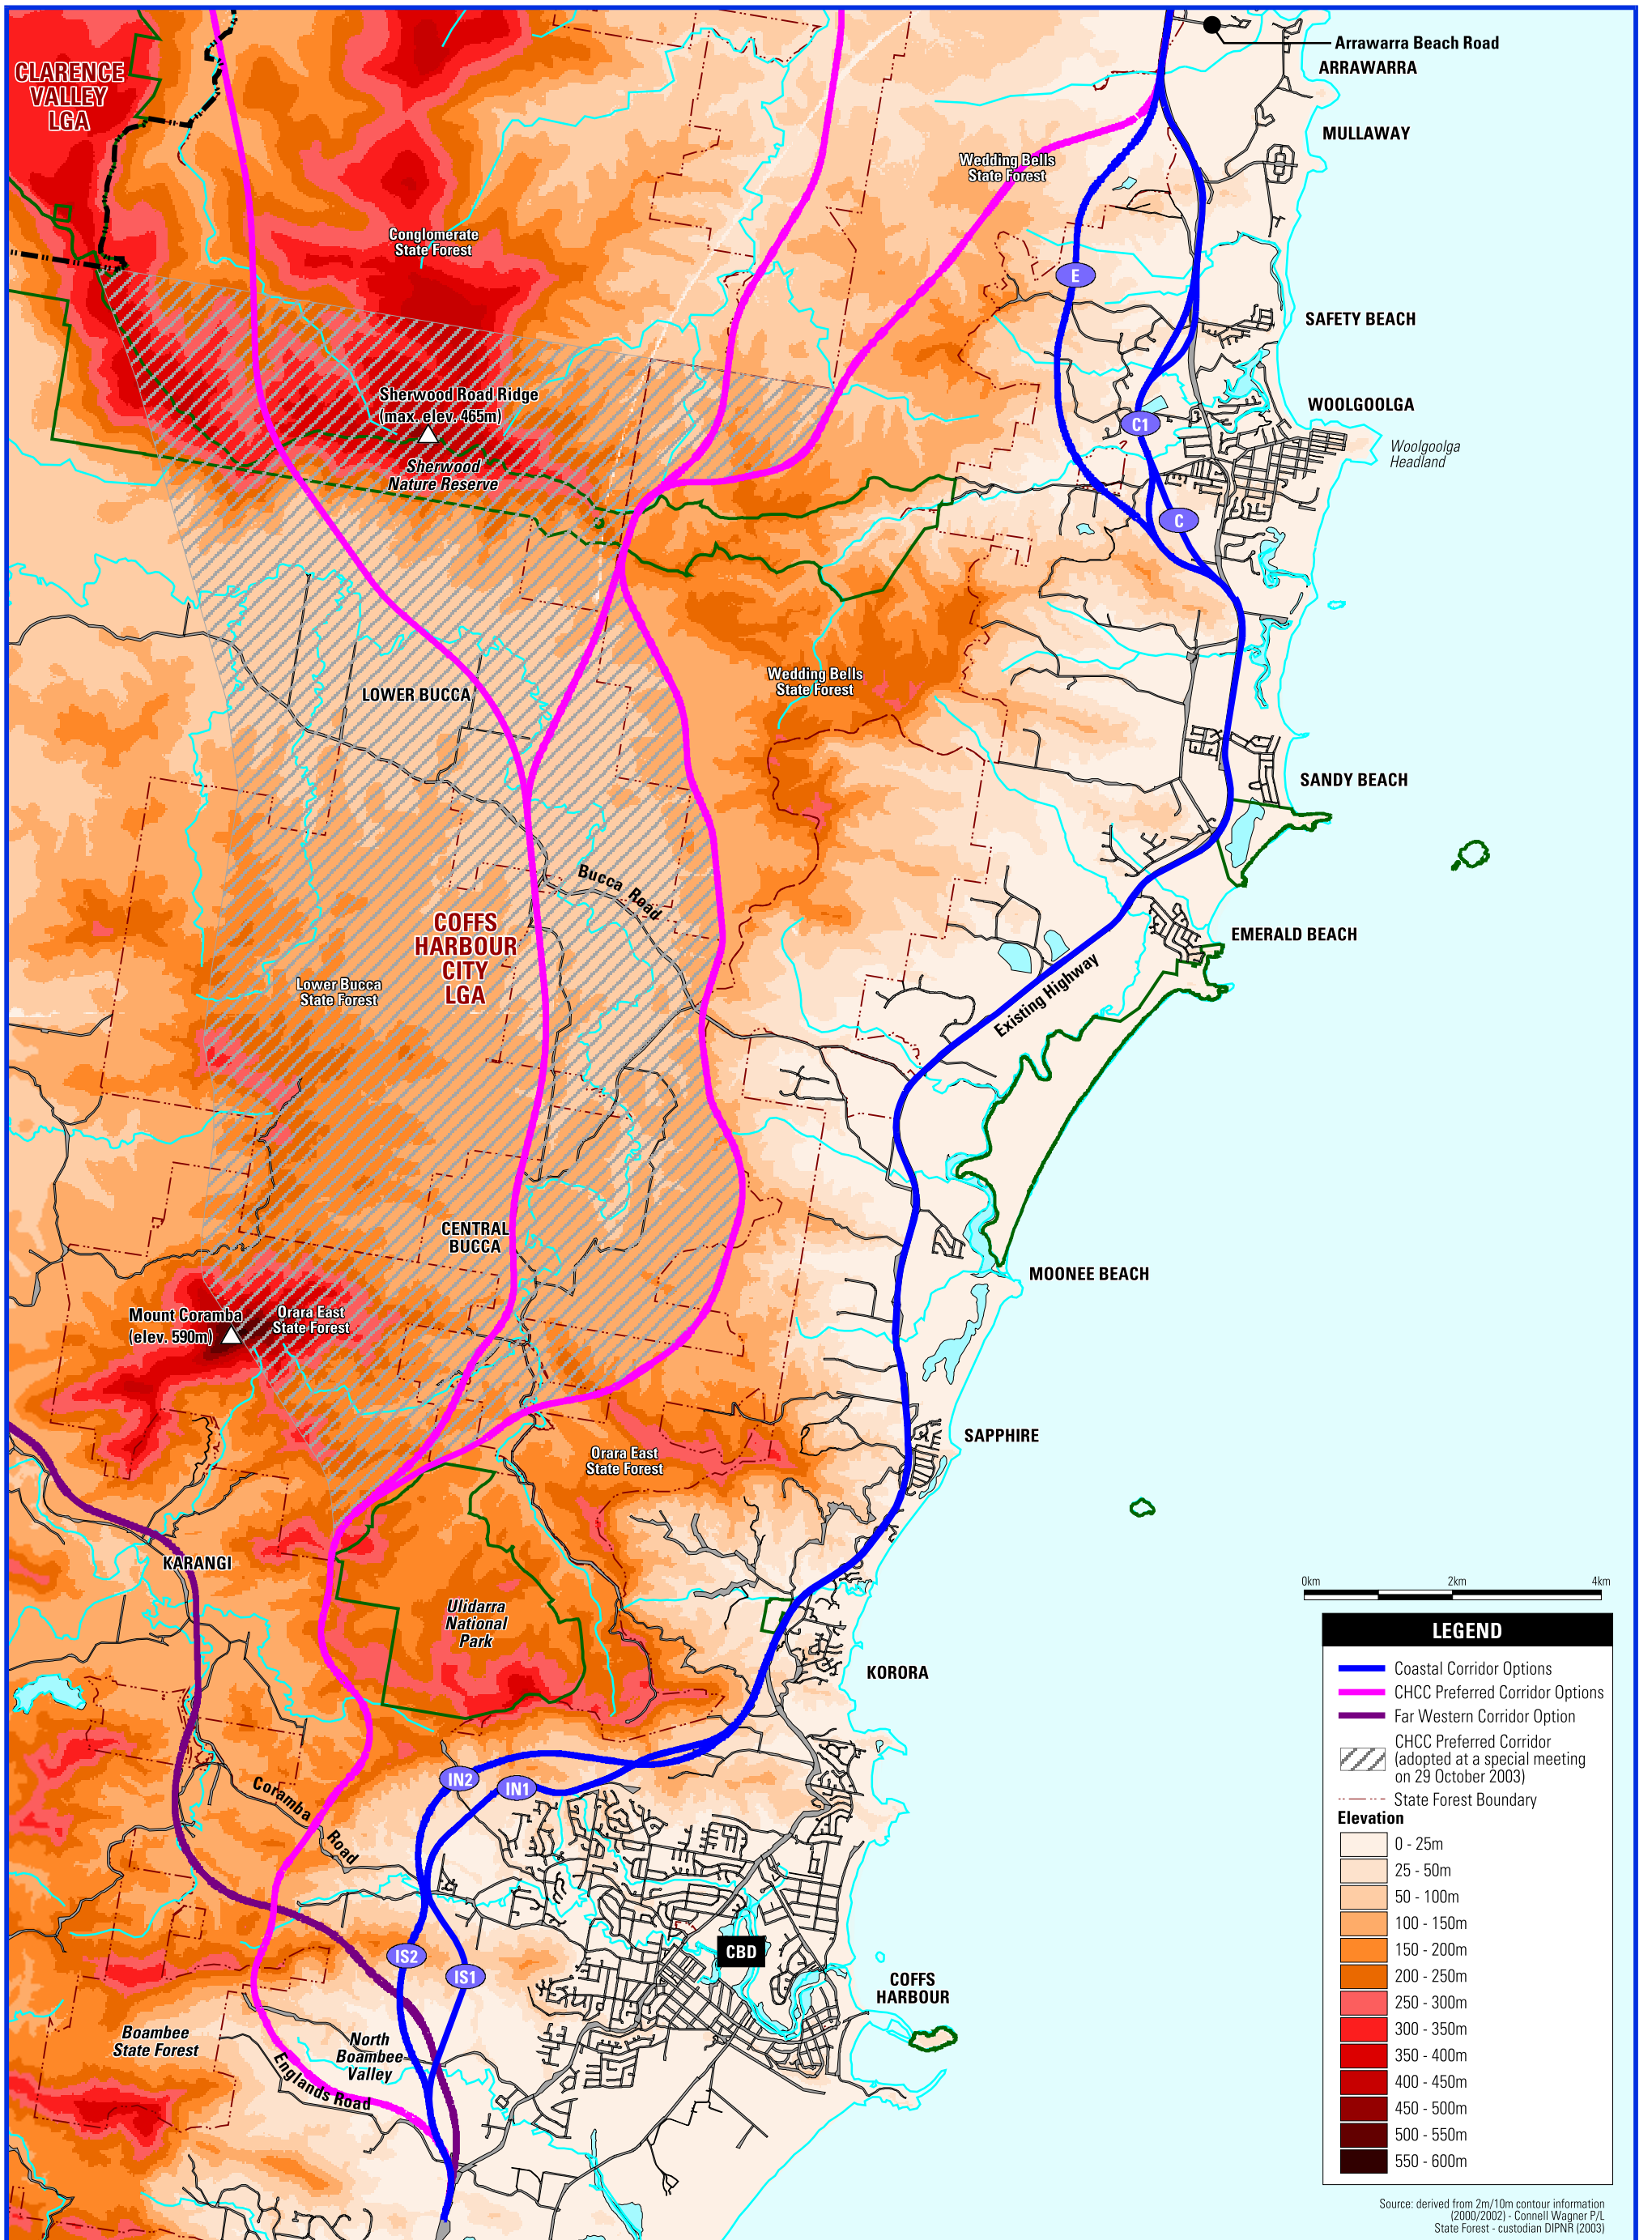 CLARENCE
VALLEY
LGA
Arrawarra Beach Road
ARRAWARRA
MULLAWAY
Wedding Bells
State Forest
Conglomerate
State Forest
E
SAFETY BEACH
Sherwood Road Ridge
(max. elev. 465m)
WOOLGOOLGA
C1
Woolgoolga
Headland
Sherwood
Nature Reserve
C
LOWER BUCCA
Wedding Bells
State Forest
SANDY BEACH
Bucca Road
COFFS
HARBOUR
CITY
LGA
EMERALD BEACH
Lower Bucca
State Forest
Existing Highway
CENTRAL
BUCCA
MOONEE BEACH
Mount Coramba
(elev. 590m)
Orara East
State Forest
SAPPHIRE
Orara East
State Forest
KARANGI
Ulidarra
National
Park
KORORA
IN2
IN1
Coramba
Road
CBD
IS2
IS1
COFFS
HARBOUR
Boambee
State Forest
North
Boambee
Valley
Englands Road
0km 2km 4km
LEGEND
Coastal Corridor Options
CHCC Preferred Corridor Options
Far Western Corridor Option
CHCC Preferred Corridor
(adopted at a special meeting
on 29 October 2003)
State Forest Boundary
Elevation
0 - 25m
25 - 50m
50 - 100m
100 - 150m
150 - 200m
200 - 250m
250 - 300m
300 - 350m
350 - 400m
400 - 450m
450 - 500m
500 - 550m
550 - 600m
Source: derived from 2m/10m contour information
(2000/2002) - Connell Wagner P/L
State Forest - custodian DIPNR (2003)